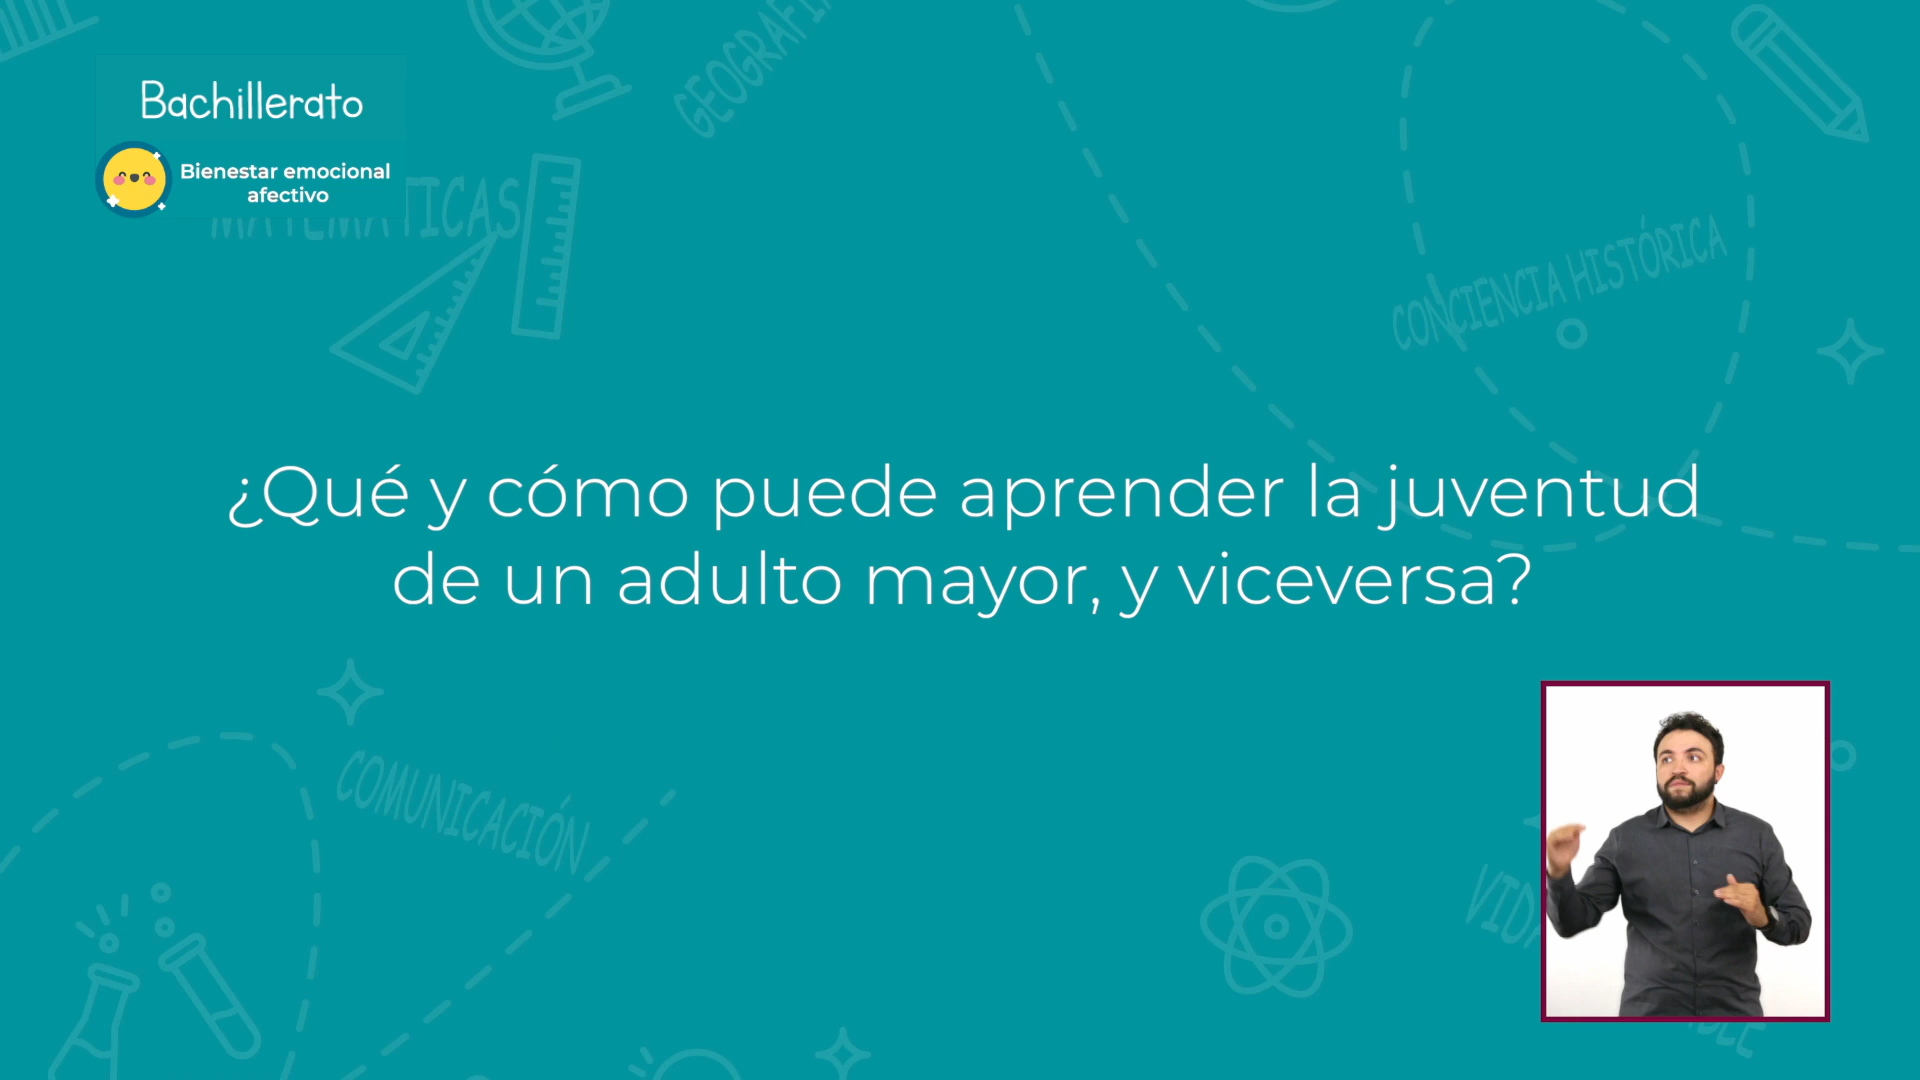 GEOGRAFÍA
Bachillerato
Bienestar emocional
afectivo
MATEMÁTICAS
CONCIENCIA HISTÓRICA
¿Qué y cómo puede aprender la juventud
de un adulto mayor, y viceversa?
COMUNICACIÓN